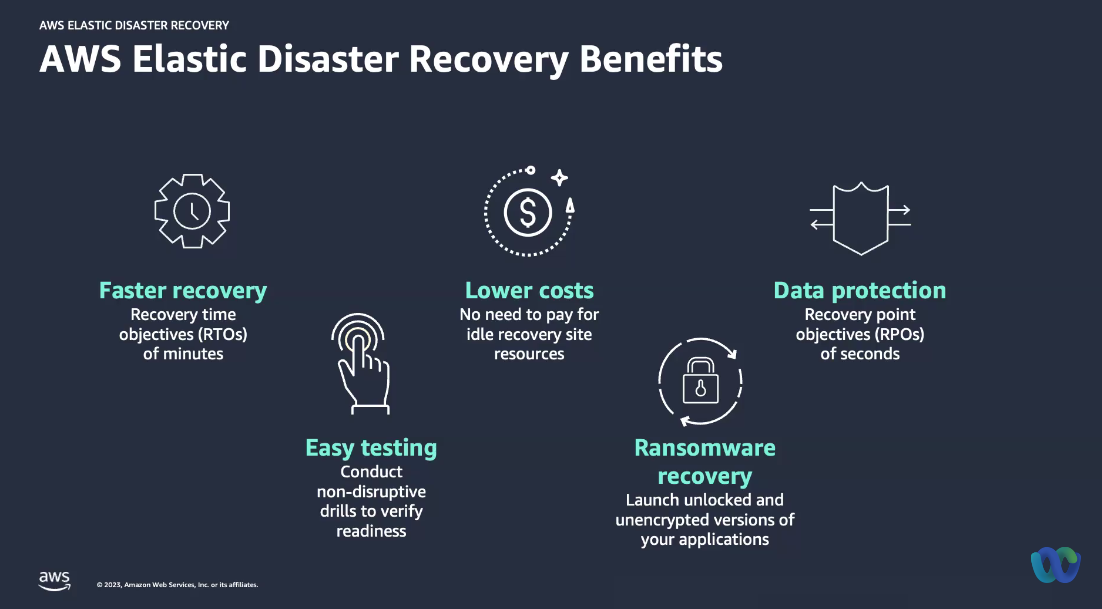 AWS ELASTIC DISASTER RECOVERY
AWS Elastic Disaster Recovery Benefits
Faster recovery
Recovery time
objectives (RTOs)
of minutes
Easy testing
Conduct
non-disruptive
drills to verify
readiness
$
Lower costs
No need to pay for
idle recovery site
resources
Ransomware
recovery
Launch unlocked and
unencrypted versions of
your applications
Data protection
Recovery point
objectives (RPOs)
of seconds
aws
© 2023, Amazon Web Services, Inc. or its affiliates.